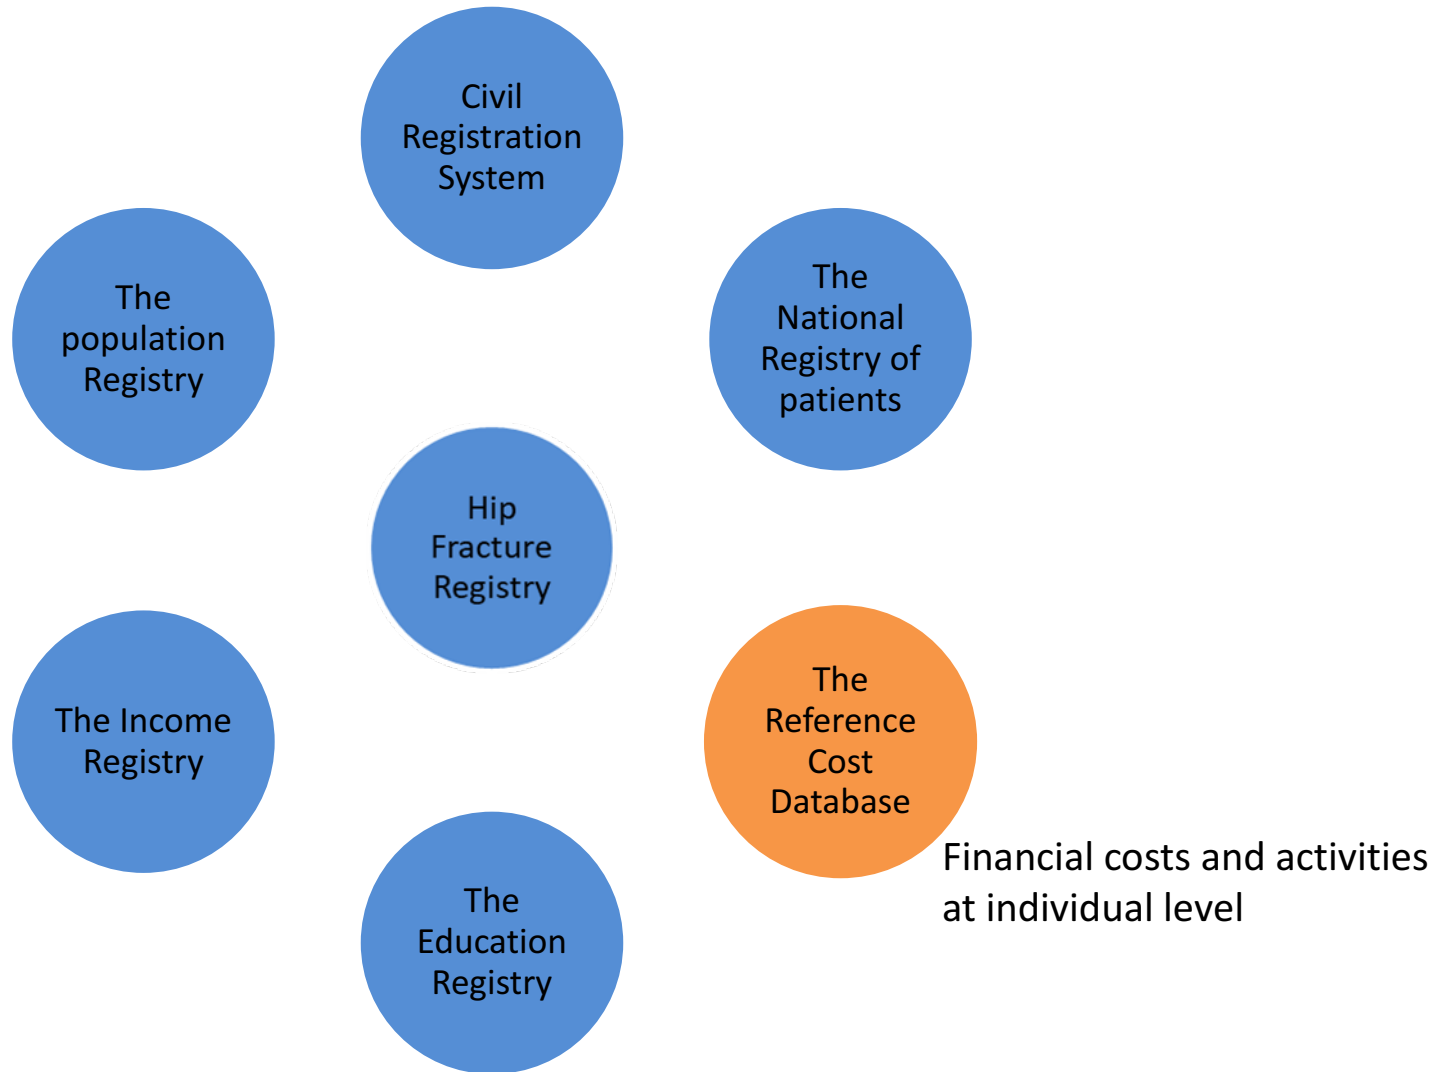 Civil
Registration
System
The
population
Registry
The
National
Registry of
patients
Hip
Fracture
Registry
The Income
Registry
The
Reference
Cost
Database
Financial costs and activities
at individual level
The
Education
Registry